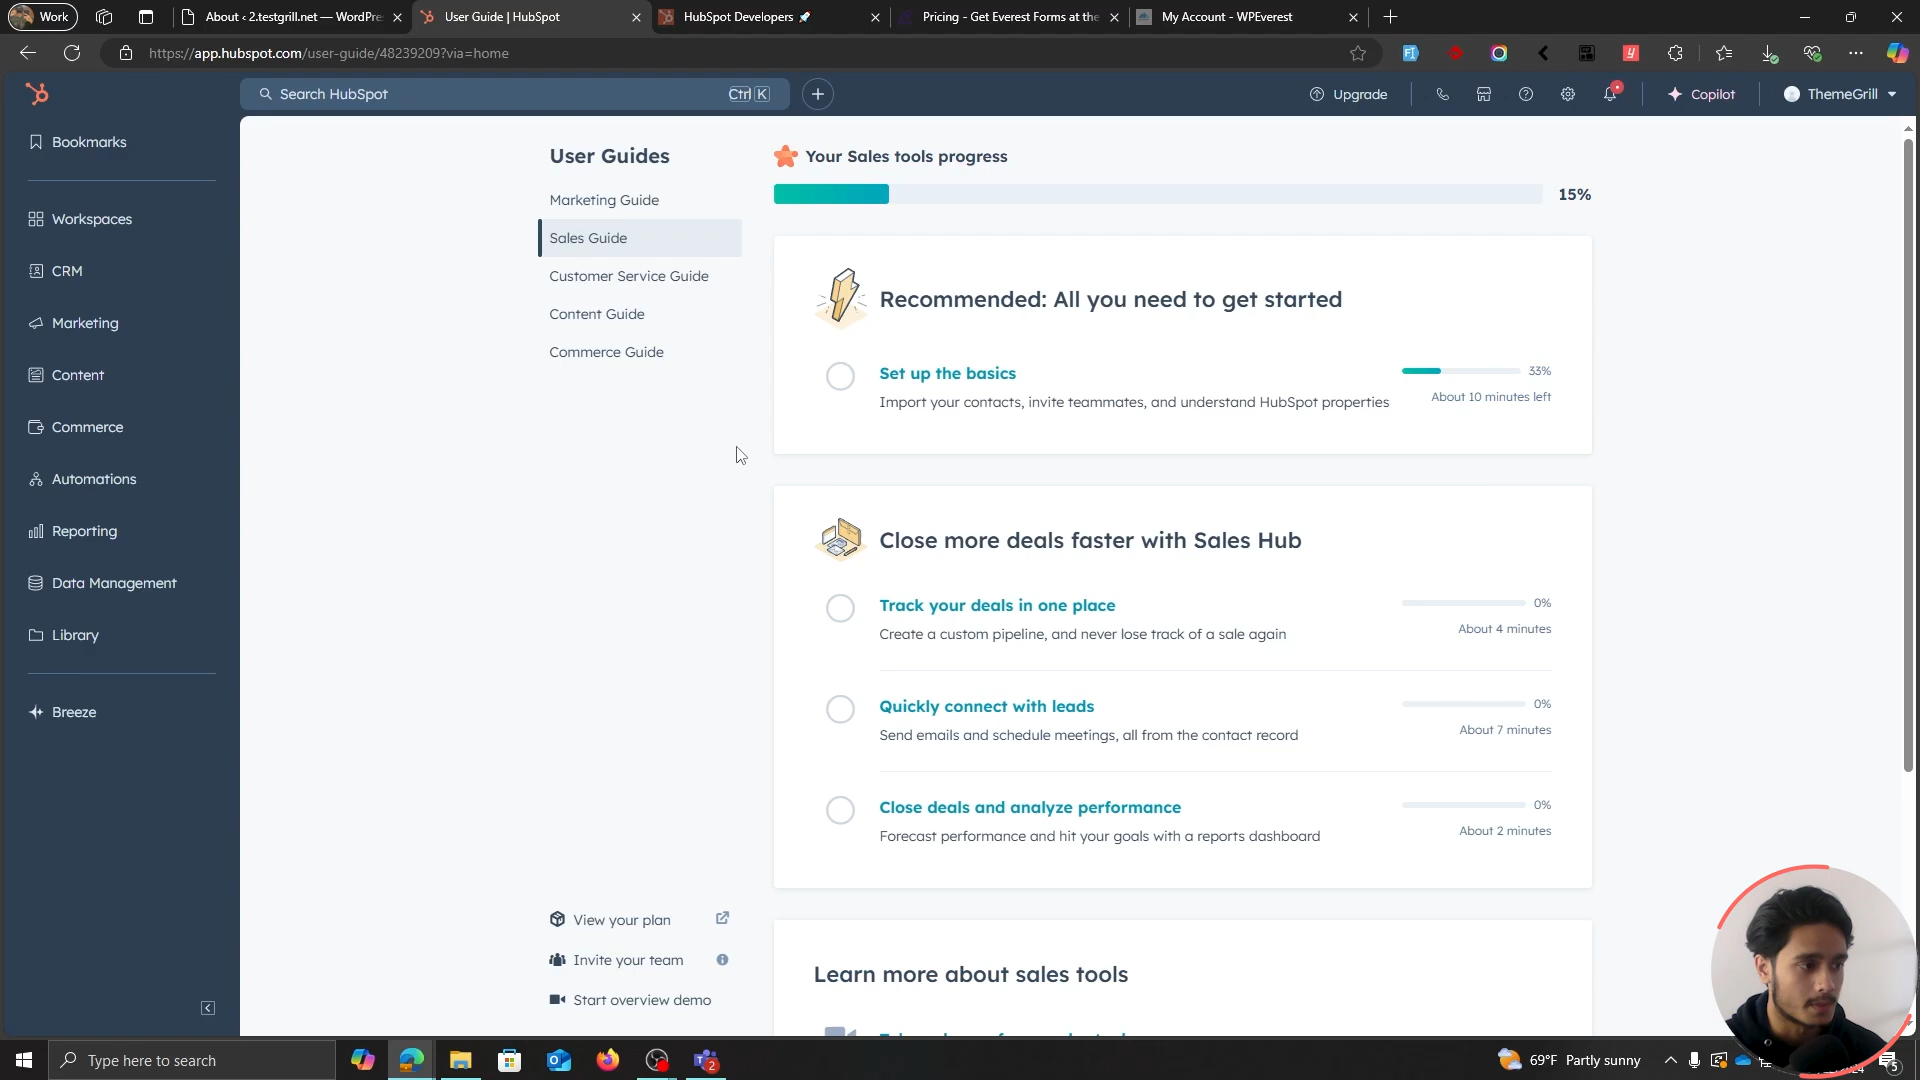 Work
About ‹ 2.testgrill.net — WordPre
User Guide | HubSpot
HubSpot Developers 🚀
Pricing - Get Everest Forms at the
My Account - WPEverest
https://app.hubspot.com/user-guide/48239209?via=home
Search HubSpot
Ctrl K
Upgrade
Copilot
ThemeGrill
Bookmarks
Workspaces
CRM
Marketing
Content
Commerce
Automations
Reporting
Data Management
Library
Breeze
User Guides
Marketing Guide
Sales Guide
Customer Service Guide
Content Guide
Commerce Guide
View your plan
Invite your team
Start overview demo
Your Sales tools progress
15%
Recommended: All you need to get started
Set up the basics
33%
Import your contacts, invite teammates, and understand HubSpot properties
About 10 minutes left
Close more deals faster with Sales Hub
Track your deals in one place
0%
Create a custom pipeline, and never lose track of a sale again
About 4 minutes
Quickly connect with leads
0%
Send emails and schedule meetings, all from the contact record
About 7 minutes
Close deals and analyze performance
0%
Forecast performance and hit your goals with a reports dashboard
About 2 minutes
Learn more about sales tools
Type here to search
2
69°F Partly sunny
5